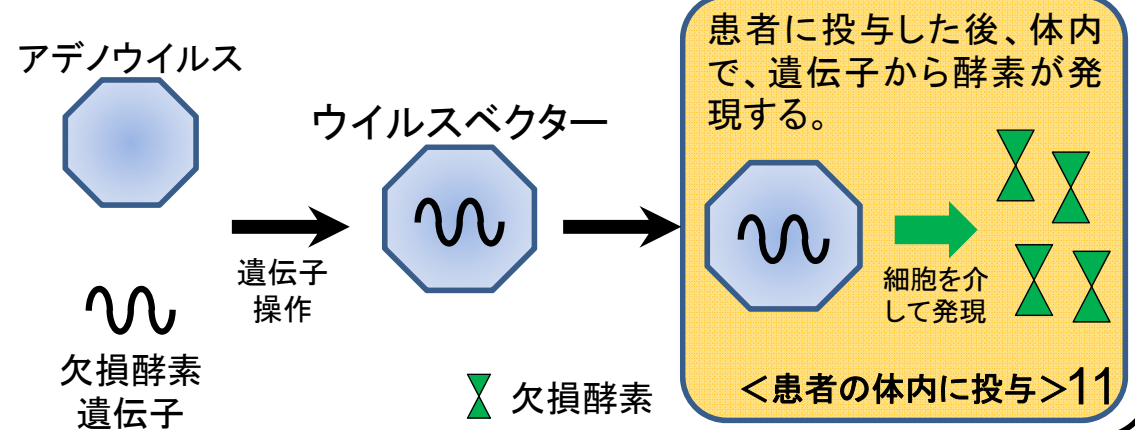 アデノウイルス
欠損酵素
遺伝子
遺伝子
操作
ウイルスベクター
欠損酵素
患者に投与した後、体内
で、遺伝子から酵素が発
現する。
細胞を介
して発現
＜患者の体内に投与＞11